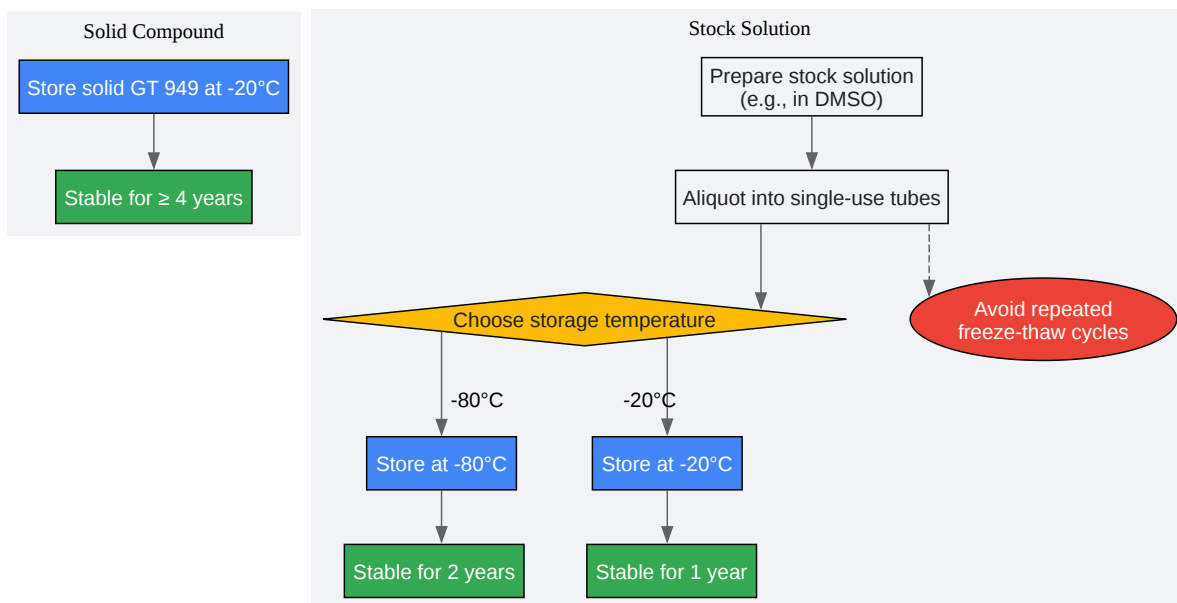 Solid Compound
Store solid GT 949 at -20°C
Stable for ≥ 4 years
Stock Solution
Prepare stock solution
(e.g., in DMSO)
Aliquot into single-use tubes
Choose storage temperature
Avoid repeated
freeze-thaw cycles
-80°C
-20°C
Store at -80°C
Store at -20°C
Stable for 2 years
Stable for 1 year